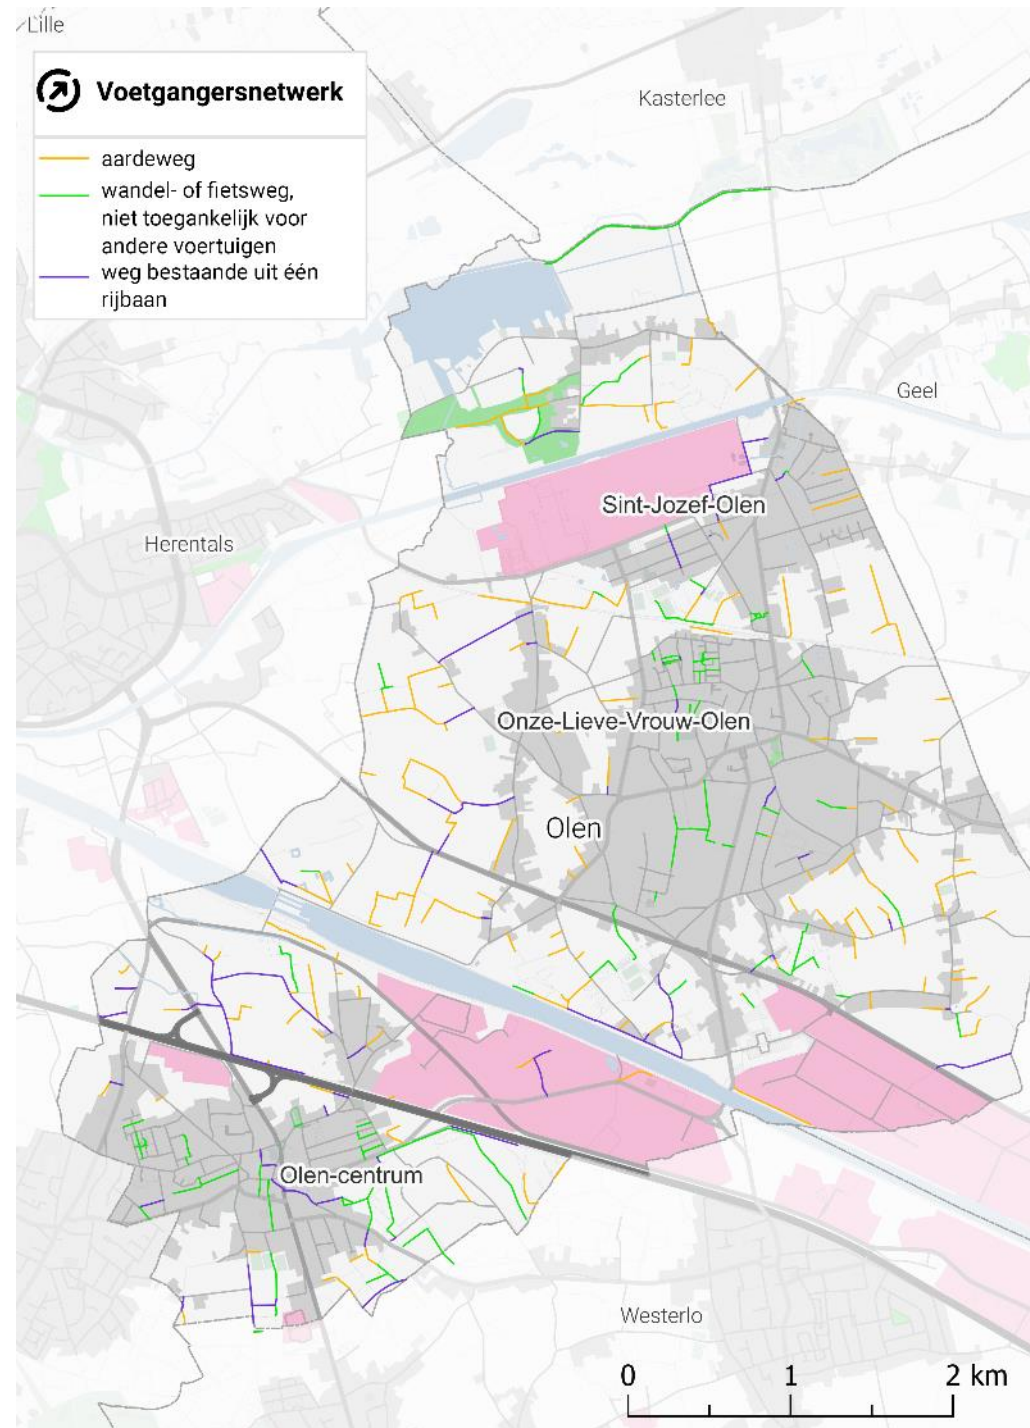 Lille
Voetgangersnetwerk
aardeweg
wandel- of fietsweg,
niet toegankelijk voor
andere voertuigen
weg bestaande uit één
rijbaan
Kasterlee
Geel
Sint-Jozef-Olen
Herentals
Onze-Lieve-Vrouw-Olen
Olen
Olen-centrum
Westerlo
0 1 2 km